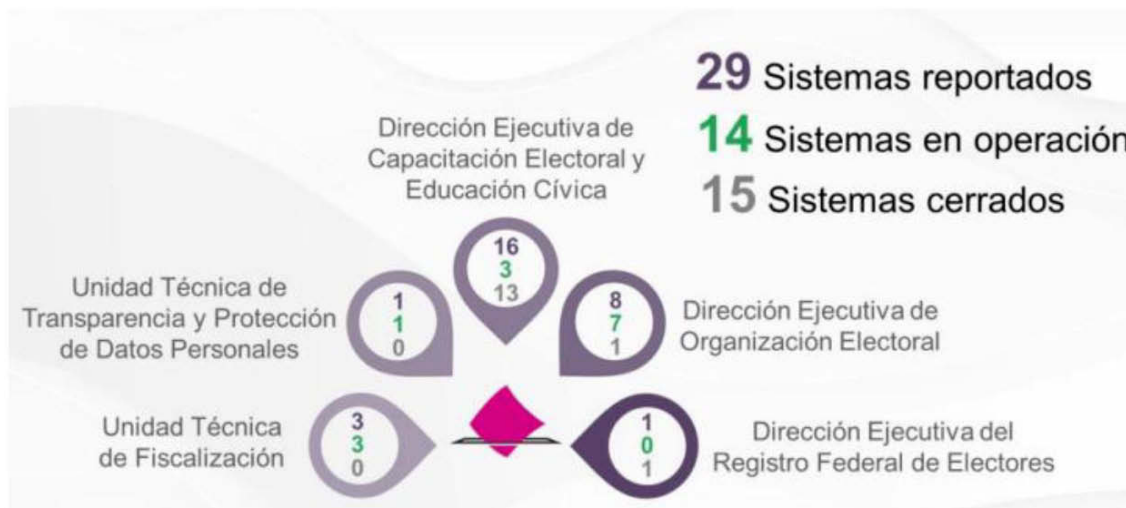 29 Sistemas reportados
14 Sistemas en operación
15 Sistemas cerrados
Dirección Ejecutiva de
Capacitación Electoral y
Educación Cívica
16
3
13
Unidad Técnica de
Transparencia y Protección
de Datos Personales
1
1
0
8
7
1
Dirección Ejecutiva de
Organización Electoral
Unidad Técnica
de Fiscalización
3
3
0
1
0
1
Dirección Ejecutiva del
Registro Federal de Electores